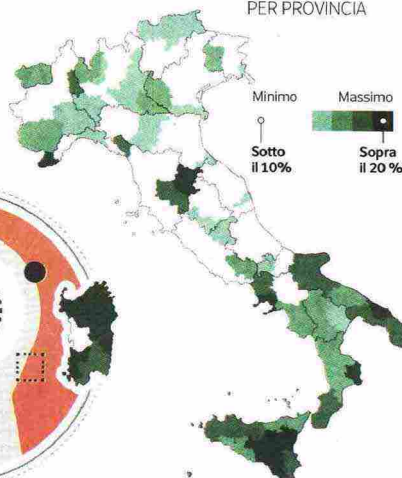 PER PROVINCIA
Minimo Massimo
Sotto
il 10%
Sopra
il 20 %